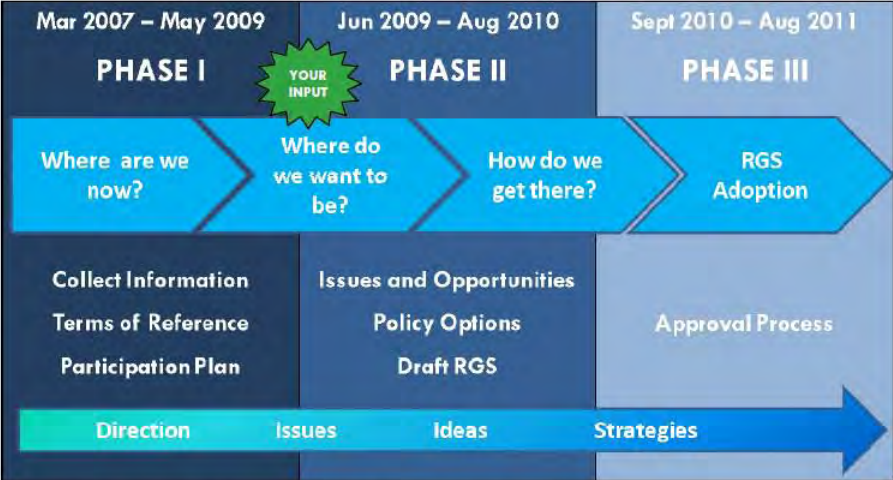 Mar 2007 – May 2009
Jun 2009 – Aug 2010
Sept 2010 – Aug 2011
PHASE I
PHASE II
PHASE III
YOUR
INPUT
Where are we
now?
Where do
we want to
be?
How do we
get there?
RGS
Adoption
Collect Information
Terms of Reference
Participation Plan
Issues and Opportunities
Policy Options
Draft RGS
Approval Process
Direction
Issues
Ideas
Strategies